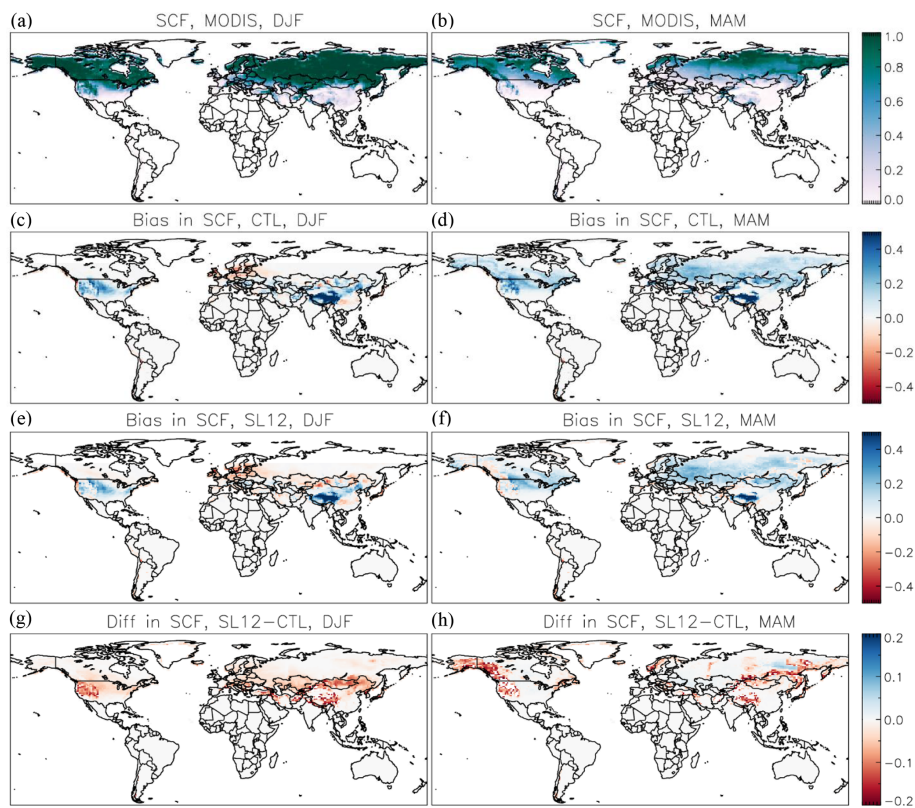 (a) SCF, MODIS, DJF
(b) SCF, MODIS, MAM
1.0
0.8
0.6
0.4
0.2
0.0
(c) Bias in SCF, CTL, DJF
(d) Bias in SCF, CTL, MAM
0.4
0.2
0.0
−0.2
−0.4
(e) Bias in SCF, SL12, DJF
(f) Bias in SCF, SL12, MAM
0.4
0.2
0.0
−0.2
−0.4
(g) Diff in SCF, SL12−CTL, DJF
(h) Diff in SCF, SL12−CTL, MAM
0.2
0.1
0.0
−0.1
−0.2